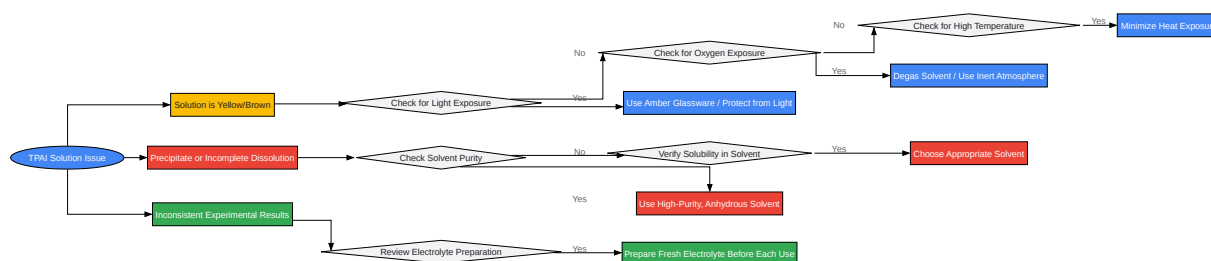 Check for High Temperature
No
Yes
Minimize Heat Exposur
Check for Oxygen Exposure
No
Yes
Degas Solvent / Use Inert Atmosphere
Solution is Yellow/Brown
Check for Light Exposure
Yes
Use Amber Glassware / Protect from Light
TPAI Solution Issue
Precipitate or Incomplete Dissolution
Check Solvent Purity
No
Verify Solubility in Solvent
Yes
Choose Appropriate Solvent
Yes
Use High-Purity, Anhydrous Solvent
Inconsistent Experimental Results
Review Electrolyte Preparation
Yes
Prepare Fresh Electrolyte Before Each Use